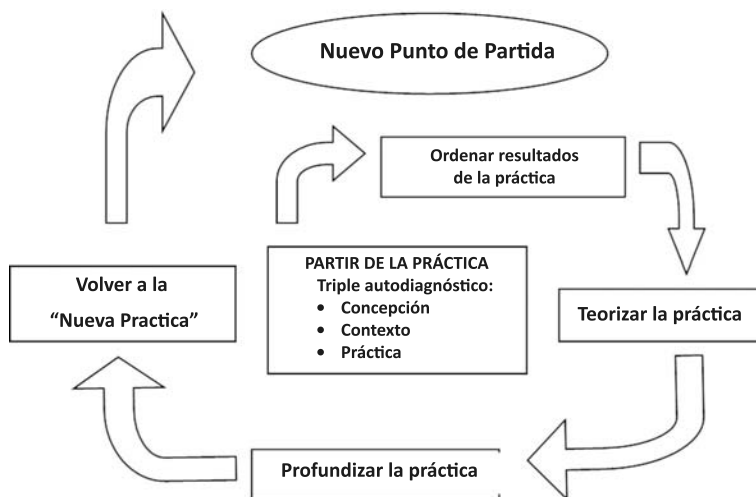 Nuevo Punto de Partida
Ordenar resultados
de la práctica
PARTIR DE LA PRÁCTICA
Triple autodiagnóstico:
• Concepción
• Contexto
• Práctica
Volver a la
“Nueva Practica”
Teorizar la práctica
Profundizar la práctica